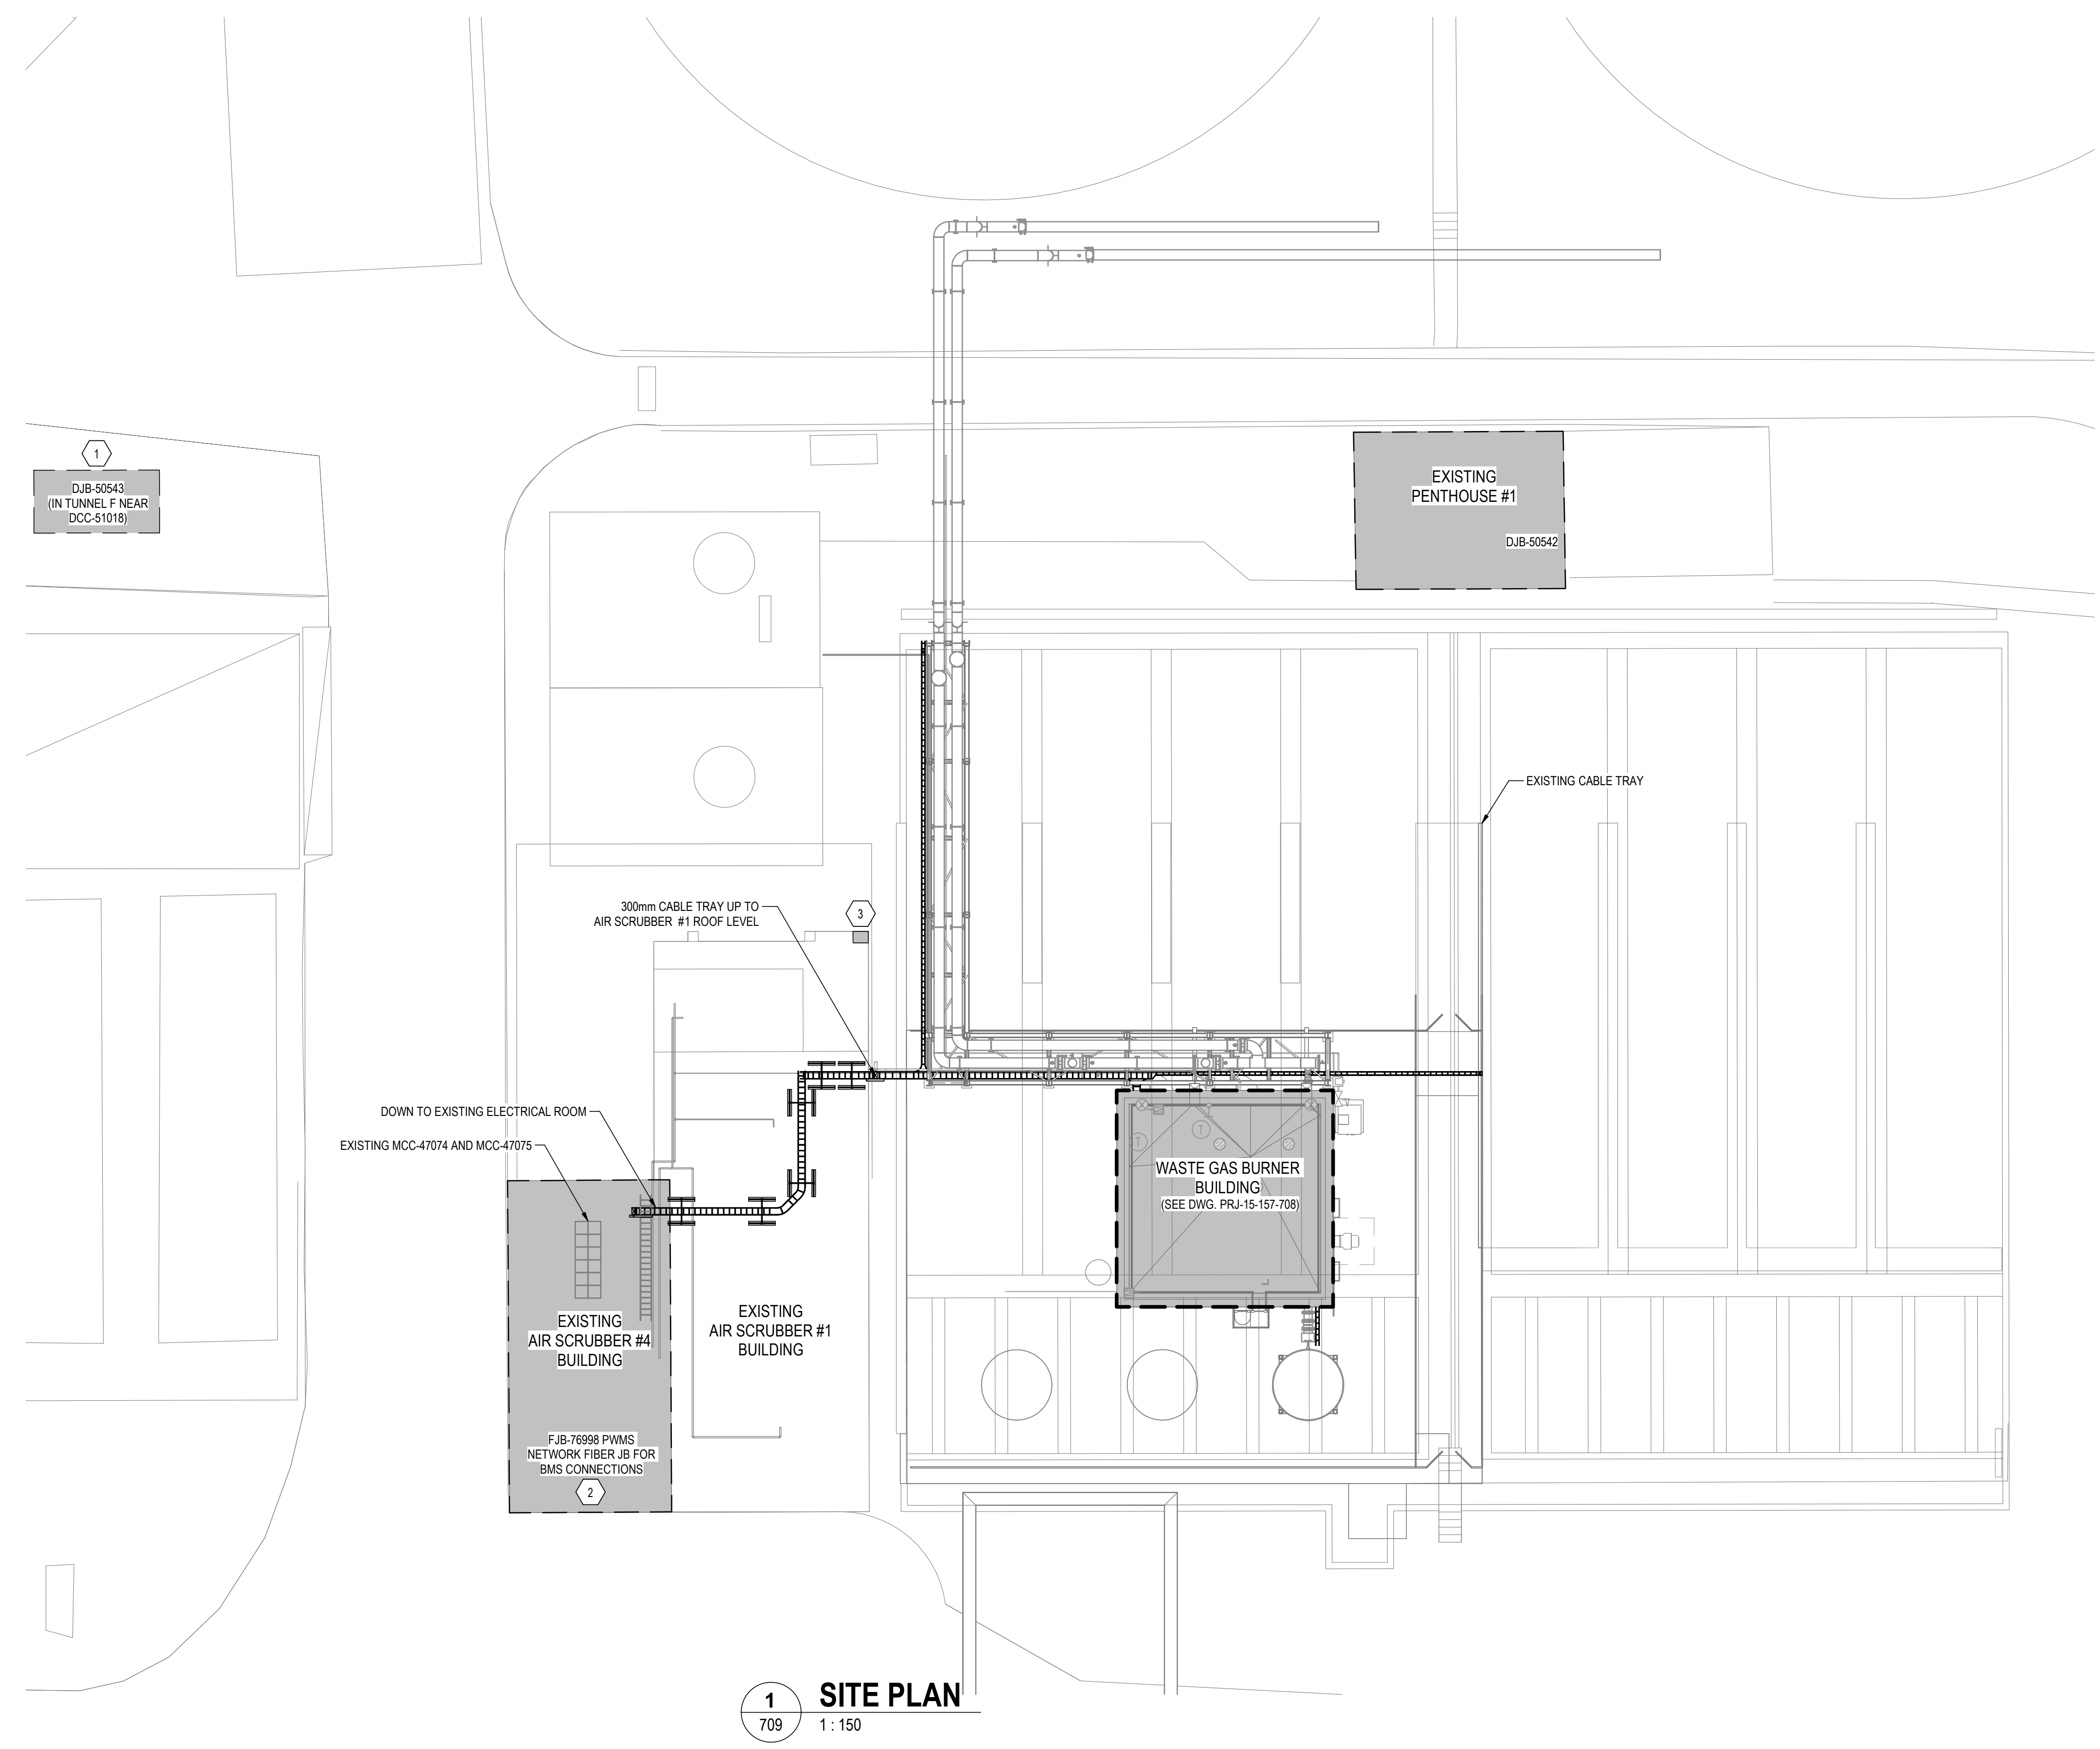 1
DJB-50543
(IN TUNNEL F NEAR
DCC-51018)
EXISTING
PENTHOUSE #1
DJB-50542
EXISTING CABLE TRAY
300mm CABLE TRAY UP TO
AIR SCRUBBER #1 ROOF LEVEL
3
DOWN TO EXISTING ELECTRICAL ROOM
EXISTING MCC-47074 AND MCC-47075
T
T
WASTE GAS BURNER
BUILDING
(SEE DWG. PRJ-15-157-708)
EXISTING
AIR SCRUBBER #4
BUILDING
EXISTING
AIR SCRUBBER #1
BUILDING
FJB-76998 PWMS
NETWORK FIBER JB FOR
BMS CONNECTIONS
2
1
709
SITE PLAN
1 : 150